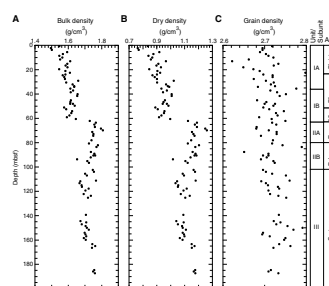 A Bulk density (g/cm³)
B Dry density (g/cm³)
C Grain density (g/cm³)
Unit/ Subunit
1.4 1.6 1.8
0.7 0.9 1.1 1.3
2.6 2.7 2.8
0
20
40
60
80
100
120
140
160
180
Depth (mbsf)
IA
IB
IIA
IIB
III